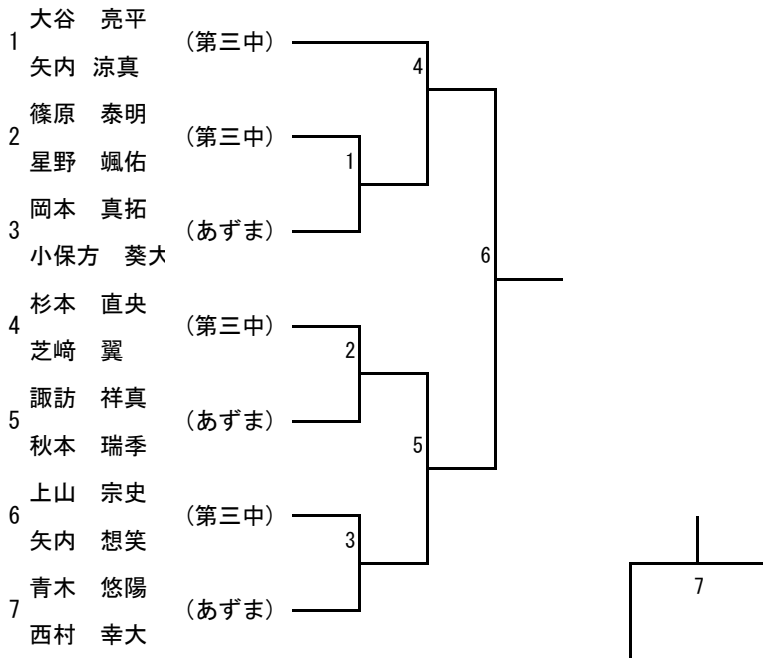 大谷 亮平
1 (第三中)
矢内 涼真
4
篠原 泰明
2 (第三中)
星野 颯佑
1
岡本 真拓
3 (あずま)
小保方 葵大
6
杉本 直央
4 (第三中)
芝﨑 翼
2
諏訪 祥真
5 (あずま)
秋本 瑞季
5
上山 宗史
6 (第三中)
矢内 想笑
3
青木 悠陽
7 (あずま)
西村 幸大
7